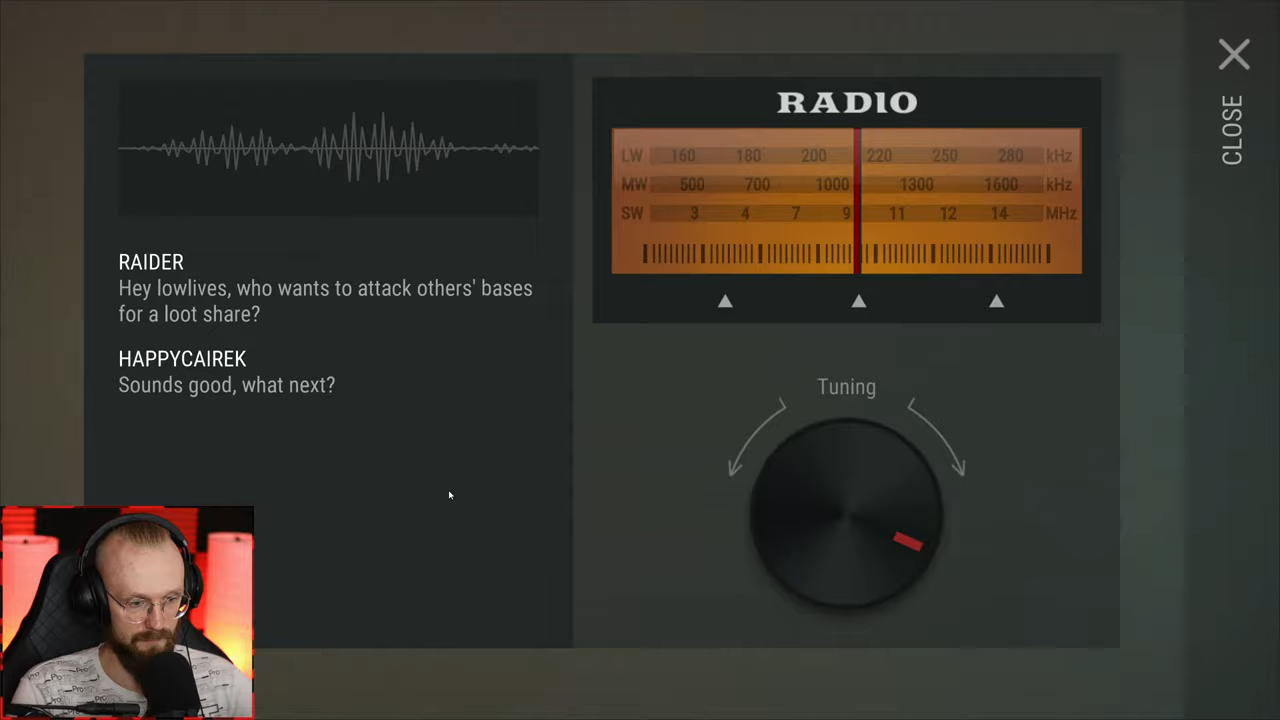 RADIO
LW 160 180 200 220 250 280 kHz
MW 500 700 1000 1300 1600 kHz
SW 3 4 7 9 11 12 14 MHz
RAIDER
Hey lowlives, who wants to attack others' bases
for a loot share?
HAPPYCAIREK
Sounds good, what next?
Tuning
CLOSE